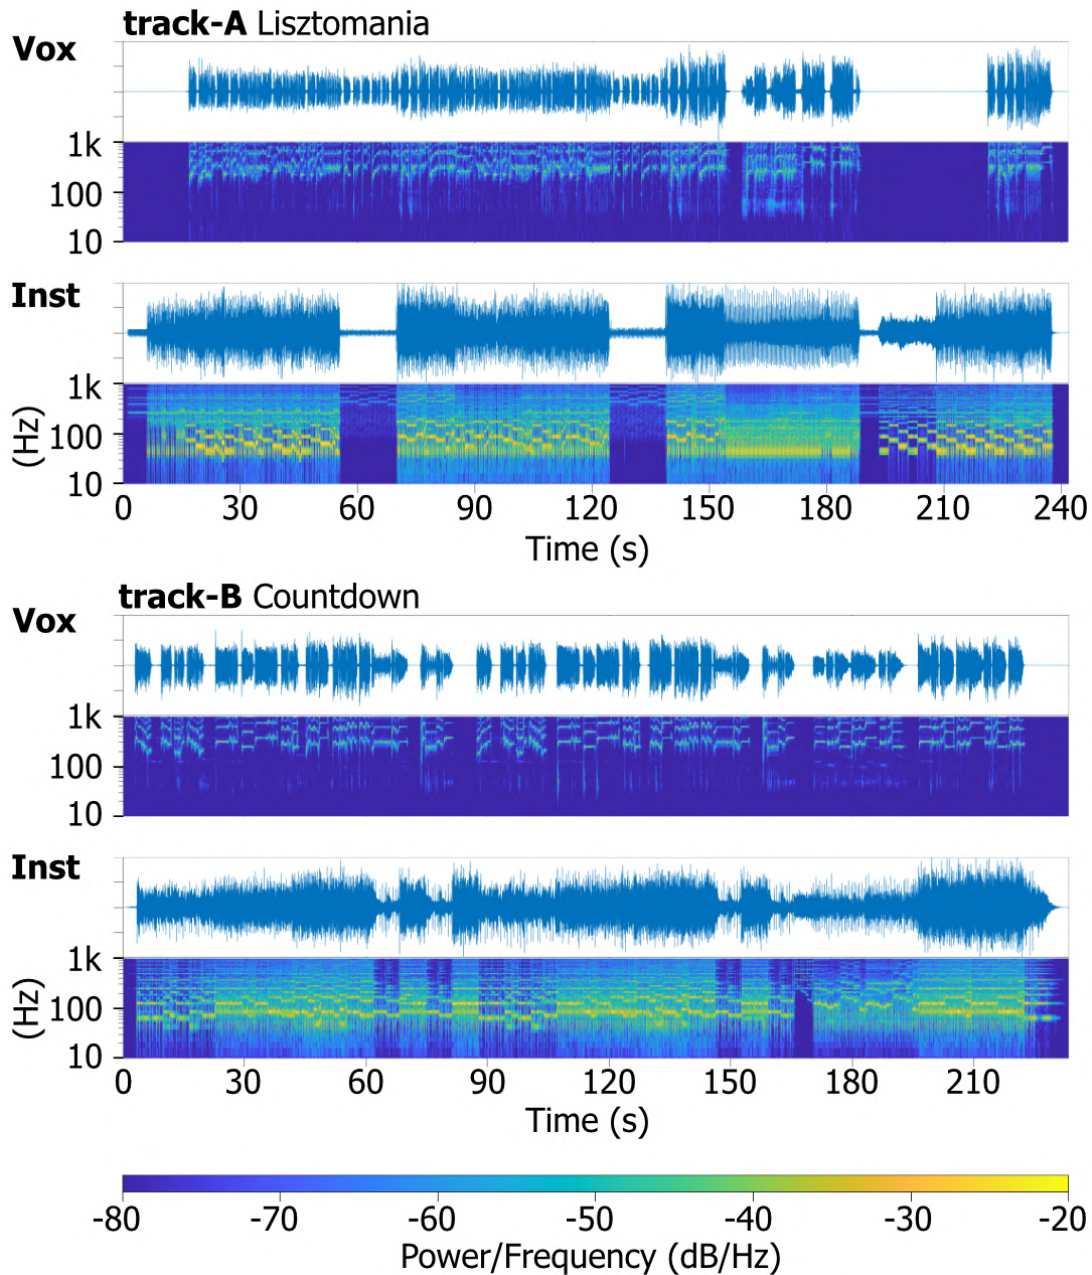 track-A Lisztomania
Vox
1k
100
10
Inst
1k
100
10
(Hz)
0 30 60 90 120 150 180 210 240
Time (s)
track-B Countdown
Vox
1k
100
10
Inst
1k
100
10
(Hz)
0 30 60 90 120 150 180 210
Time (s)
-80 -70 -60 -50 -40 -30 -20
Power/Frequency (dB/Hz)